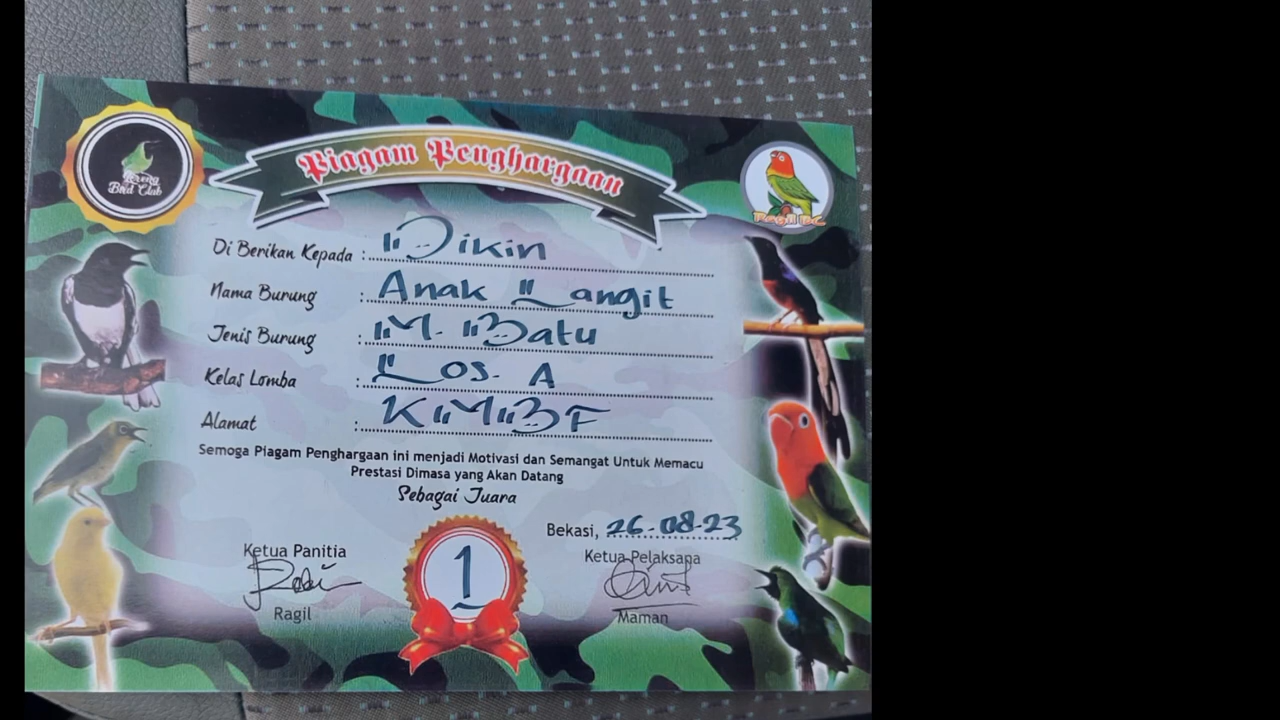 Piagam Penghargaan
Loreng
Bird Club
Ragil BC
Di Berikan Kepada : Dikin
Nama Burung : Anak Langit
Jenis Burung : M. Batu
Kelas Lomba : Los. A
Alamat : KMBF
Semoga Piagam Penghargaan ini menjadi Motivasi dan Semangat Untuk Memacu
Prestasi Dimasa yang Akan Datang
Sebagai Juara
1
Bekasi, 26-08-23
Ketua Panitia
Ketua Pelaksana
Ragil
Maman